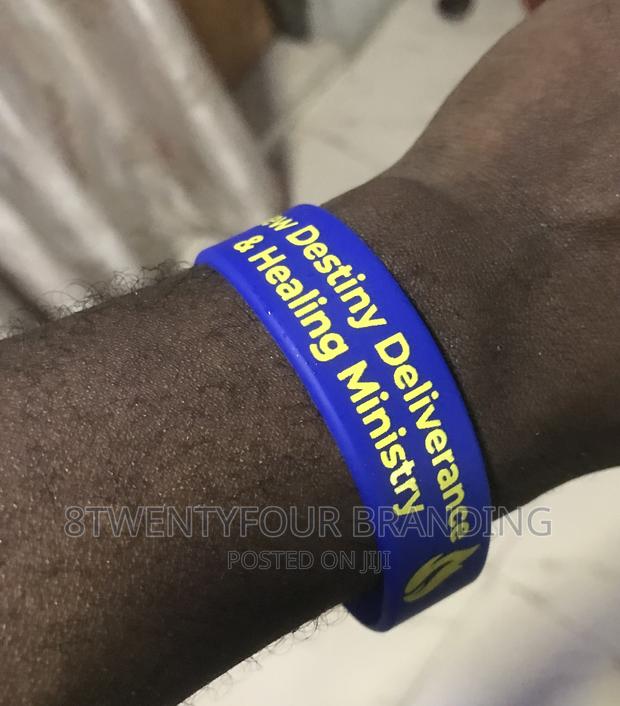 Destiny Deliverance
& Healing Ministry
8TWENTYFOUR BRANDING
POSTED ON JIJI